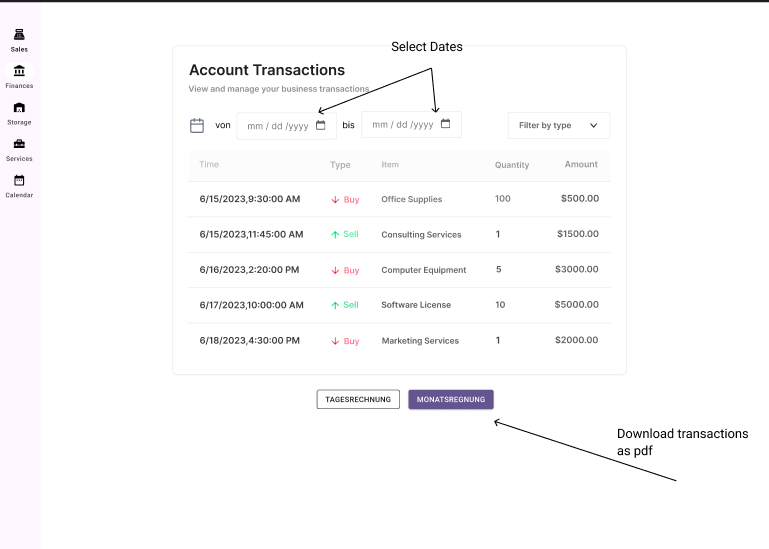 Select Dates
Sales
Finances
Storage
Services
Calendar
Account Transactions
View and manage your business transactions
von mm / dd /yyyy bis mm / dd /yyyy Filter by type
Time Type Item Quantity Amount
6/15/2023,9:30:00 AM Buy Office Supplies 100 $500.00
6/15/2023,11:45:00 AM Sell Consulting Services 1 $1500.00
6/16/2023,2:20:00 PM Buy Computer Equipment 5 $3000.00
6/17/2023,10:00:00 AM Sell Software License 10 $5000.00
6/18/2023,4:30:00 PM Buy Marketing Services 1 $2000.00
TAGESRECHNUNG MONATSREGNUNG
Download transactions
as pdf